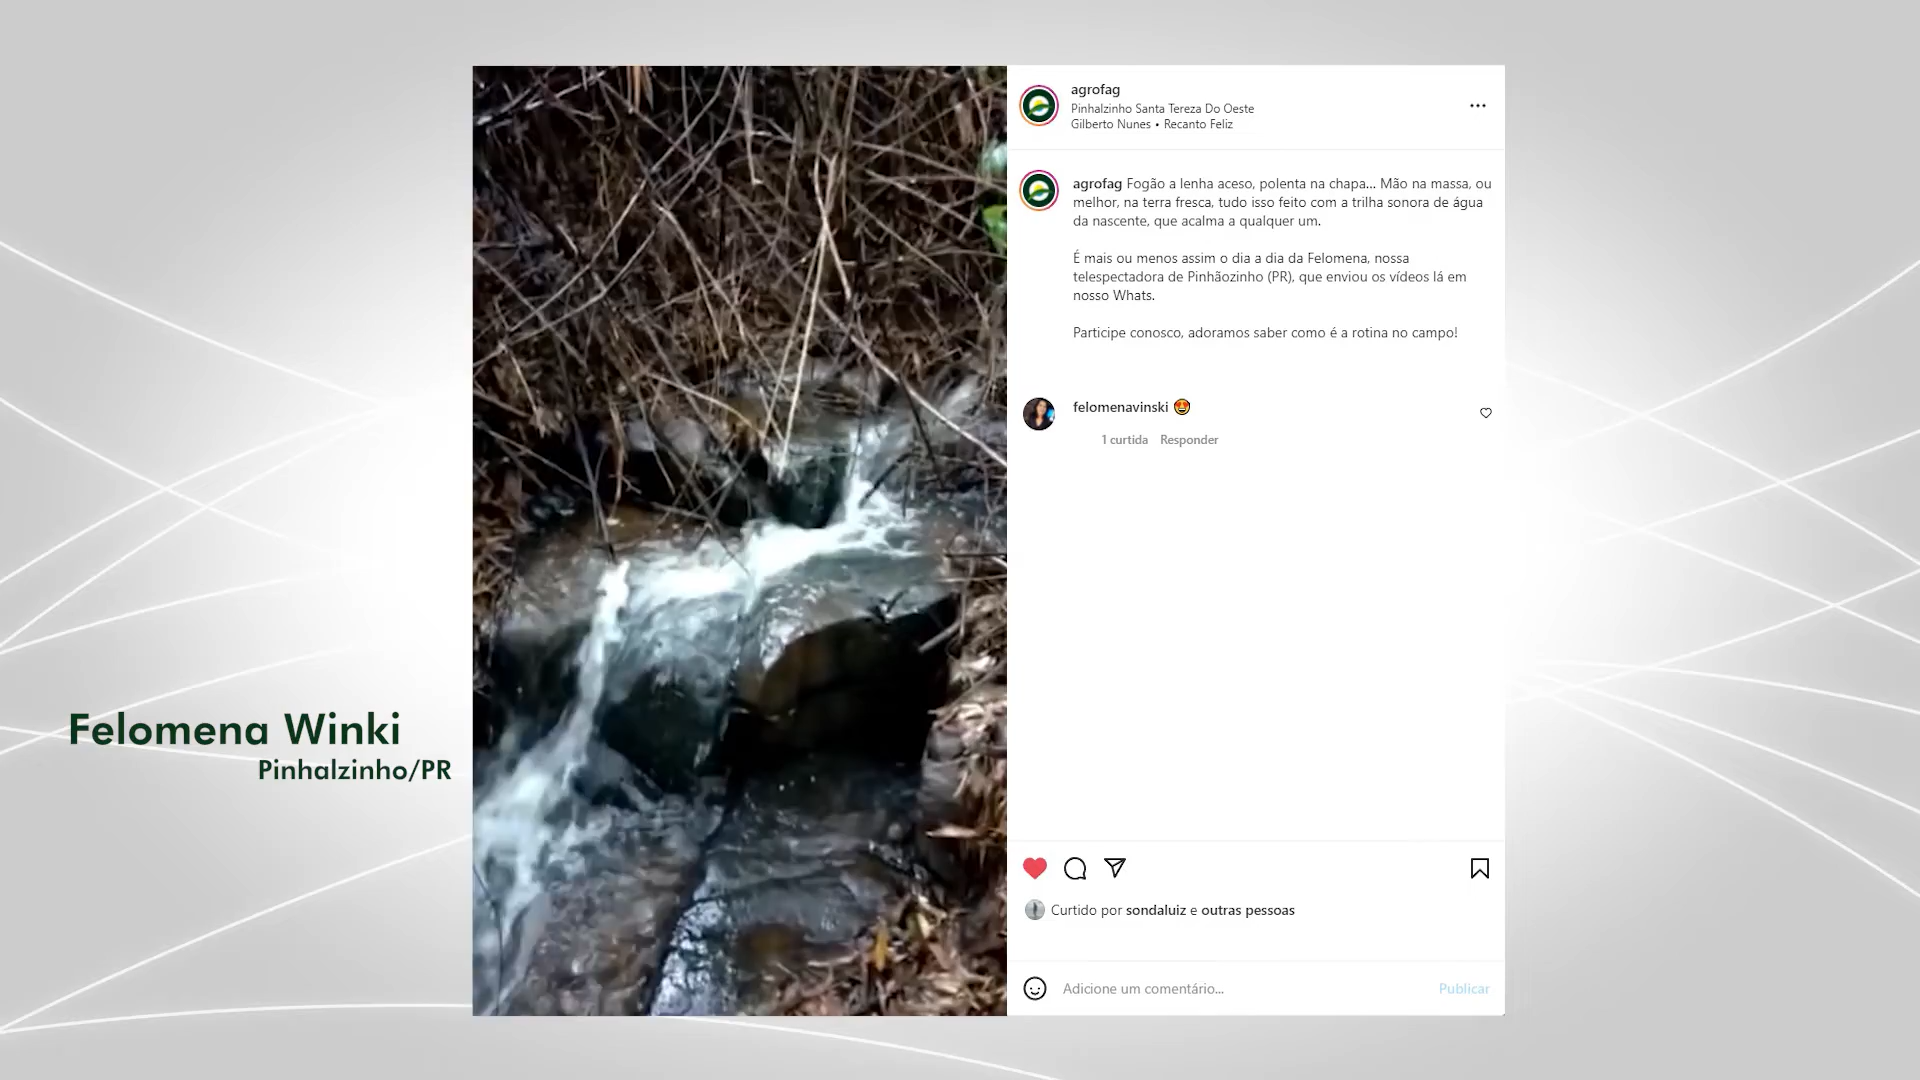 agrofag
Pinhalzinho Santa Tereza Do Oeste
Gilberto Nunes • Recanto Feliz
agrofag Fogão a lenha aceso, polenta na chapa... Mão na massa, ou
melhor, na terra fresca, tudo isso feito com a trilha sonora de água
da nascente, que acalma a qualquer um.
É mais ou menos assim o dia a dia da Felomena, nossa
telespectadora de Pinhãozinho (PR), que enviou os vídeos lá em
nosso Whats.
Participe conosco, adoramos saber como é a rotina no campo!
felomenavinski 🤩
1 curtida Responder
Felomena Winki
Pinhalzinho/PR
Curtido por sondaluiz e outras pessoas
Adicione um comentário... Publicar